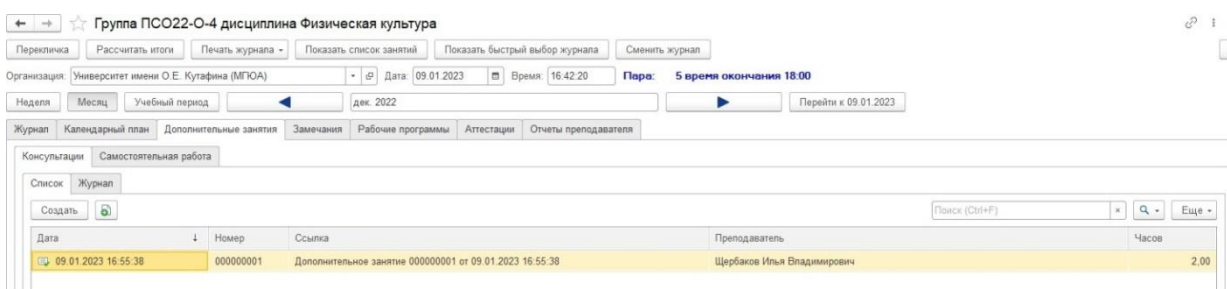 Группа ПСО22-О-4 дисциплина Физическая культура
Перекличка Рассчитать итоги Печать журнала Показать список занятий Показать быстрый выбор журнала Сменить журнал
Организация: Университет имени О.Е. Кутафина (МГЮА) Дата: 09.01.2023 Время: 16:42:20 Пара: 5 время окончания 18:00
Неделя Месяц Учебный период дек. 2022 Перейти к 09.01.2023
Журнал Календарный план Дополнительные занятия Замечания Рабочие программы Аттестации Отчеты преподавателя
Консультации Самостоятельная работа
Список Журнал
Создать Поиск (Ctrl+F) × Еще
Дата ↓ Номер Ссылка Преподаватель Часов
09.01.2023 16:55:38 000000001 Дополнительное занятие 000000001 от 09.01.2023 16:55:38 Щербаков Илья Владимирович 2,00